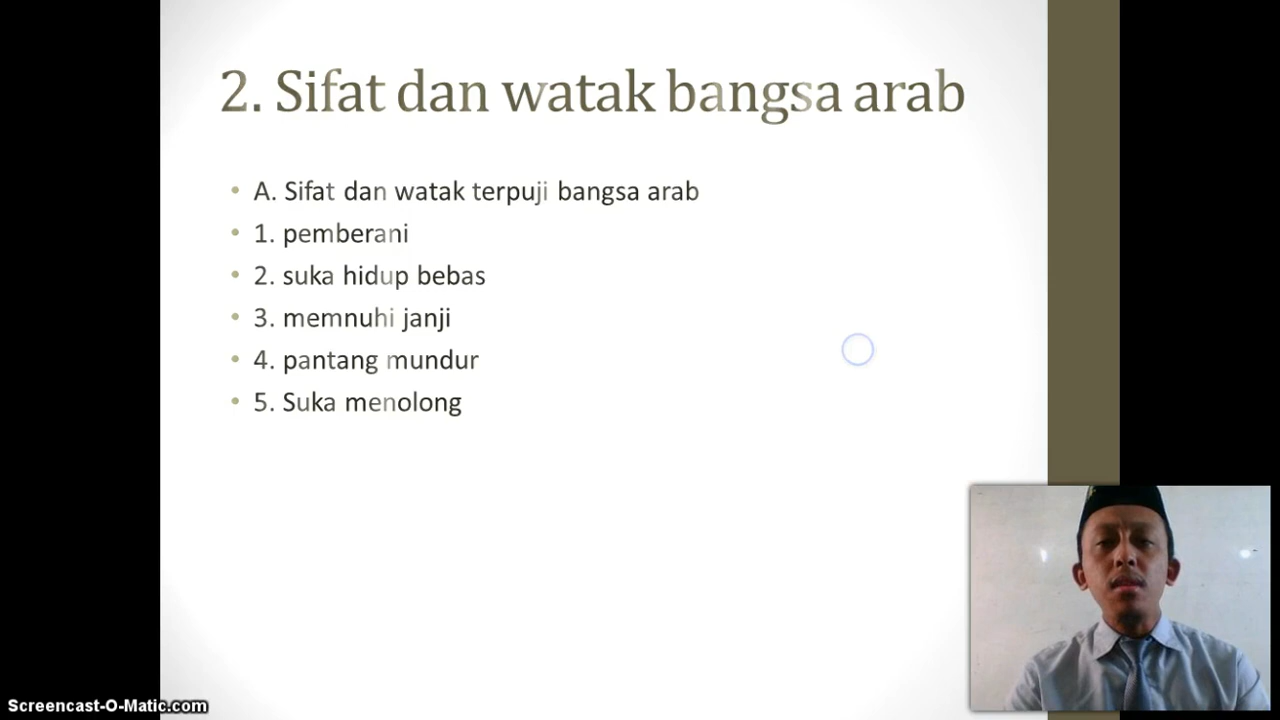 2. Sifat dan watak bangsa arab
• A. Sifat dan watak terpuji bangsa arab
• 1. pemberani
• 2. suka hidup bebas
• 3. memnuhi janji
• 4. pantang mundur
• 5. Suka menolong
Screencast-O-Matic.com